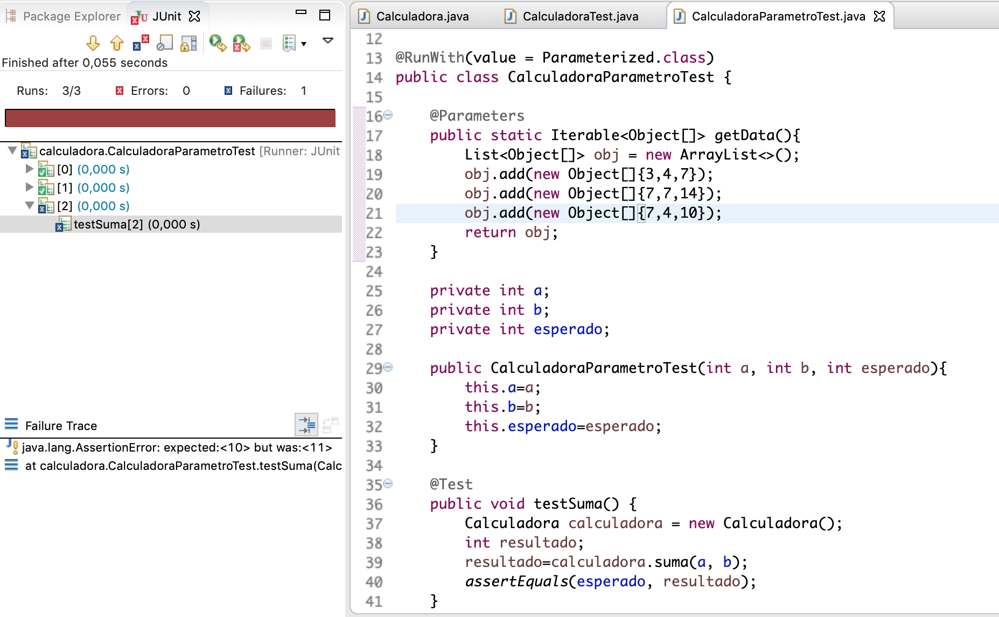 Package Explorer
JUnit
Finished after 0,055 seconds
Runs: 3/3
Errors: 0
Failures: 1
calculadora.CalculadoraParametroTest [Runner: JUnit
[0] (0,000 s)
[1] (0,000 s)
[2] (0,000 s)
testSuma[2] (0,000 s)
Failure Trace
java.lang.AssertionError: expected:<10> but was:<11>
at calculadora.CalculadoraParametroTest.testSuma(Calc
Calculadora.java
CalculadoraTest.java
CalculadoraParametroTest.java
12
13 @RunWith(value = Parameterized.class)
14 public class CalculadoraParametroTest {
15
16 @Parameters
17 public static Iterable<Object[]> getData(){
18 List<Object[]> obj = new ArrayList<>();
19 obj.add(new Object[]{3,4,7});
20 obj.add(new Object[]{7,7,14});
21 obj.add(new Object[]{7,4,10});
22 return obj;
23 }
24
25 private int a;
26 private int b;
27 private int esperado;
28
29 public CalculadoraParametroTest(int a, int b, int esperado){
30 this.a=a;
31 this.b=b;
32 this.esperado=esperado;
33 }
34
35 @Test
36 public void testSuma() {
37 Calculadora calculadora = new Calculadora();
38 int resultado;
39 resultado=calculadora.suma(a, b);
40 assertEquals(esperado, resultado);
41 }